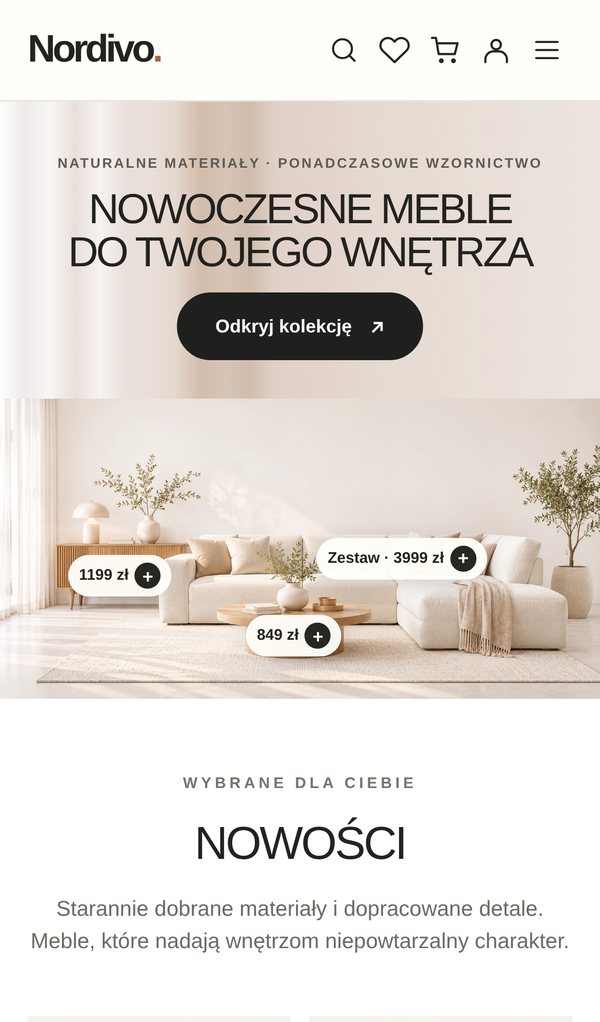 Nordivo.
NATURALNE MATERIAŁY · PONADCZASOWE WZORNICTWO
NOWOCZESNE MEBLE
DO TWOJEGO WNĘTRZA
Odkryj kolekcję
Zestaw · 3999 zł
1199 zł
849 zł
WYBRANE DLA CIEBIE
NOWOŚCI
Starannie dobrane materiały i dopracowane detale.
Meble, które nadają wnętrzom niepowtarzalny charakter.